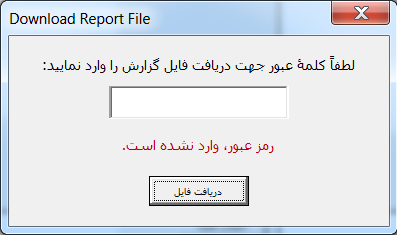 Download Report File
لطفاً کلمهٔ عبور جهت دریافت فایل گزارش را وارد نمایید:
رمز عبور، وارد نشده است.
دریافت فایل